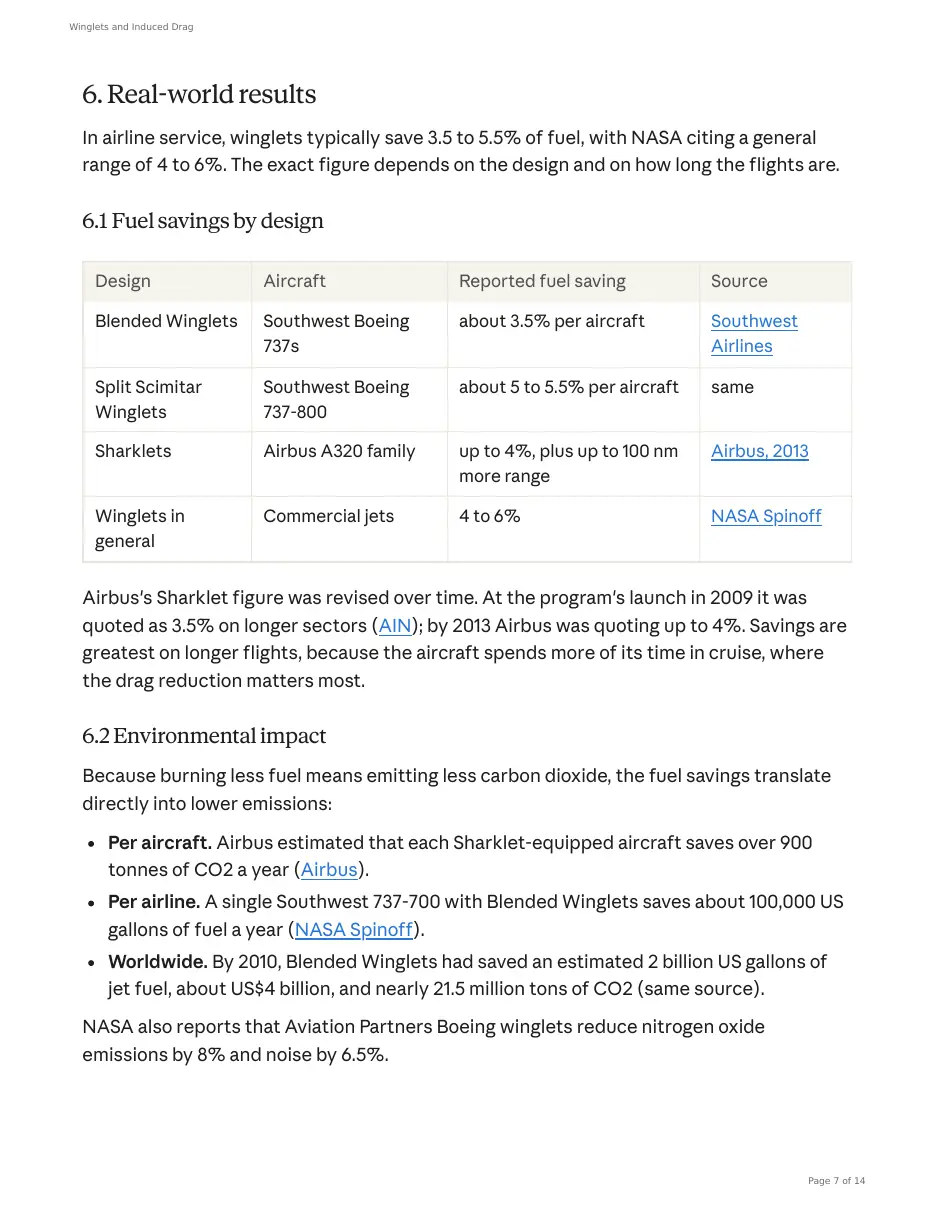 Winglets and Induced Drag
6. Real-world results
In airline service, winglets typically save 3.5 to 5.5% of fuel, with NASA citing a general
range of 4 to 6%. The exact figure depends on the design and on how long the flights are.
6.1 Fuel savings by design
Design Aircraft Reported fuel saving Source
Blended Winglets Southwest Boeing about 3.5% per aircraft Southwest
737s Airlines
Split Scimitar Southwest Boeing about 5 to 5.5% per aircraft same
Winglets 737-800
Sharklets Airbus A320 family up to 4%, plus up to 100 nm Airbus, 2013
more range
Winglets in Commercial jets 4 to 6% NASA Spinoff
general
Airbus's Sharklet figure was revised over time. At the program's launch in 2009 it was
quoted as 3.5% on longer sectors (AIN); by 2013 Airbus was quoting up to 4%. Savings are
greatest on longer flights, because the aircraft spends more of its time in cruise, where
the drag reduction matters most.
6.2 Environmental impact
Because burning less fuel means emitting less carbon dioxide, the fuel savings translate
directly into lower emissions:
• Per aircraft. Airbus estimated that each Sharklet-equipped aircraft saves over 900
tonnes of CO2 a year (Airbus).
• Per airline. A single Southwest 737-700 with Blended Winglets saves about 100,000 US
gallons of fuel a year (NASA Spinoff).
• Worldwide. By 2010, Blended Winglets had saved an estimated 2 billion US gallons of
jet fuel, about US$4 billion, and nearly 21.5 million tons of CO2 (same source).
NASA also reports that Aviation Partners Boeing winglets reduce nitrogen oxide
emissions by 8% and noise by 6.5%.
Page 7 of 14